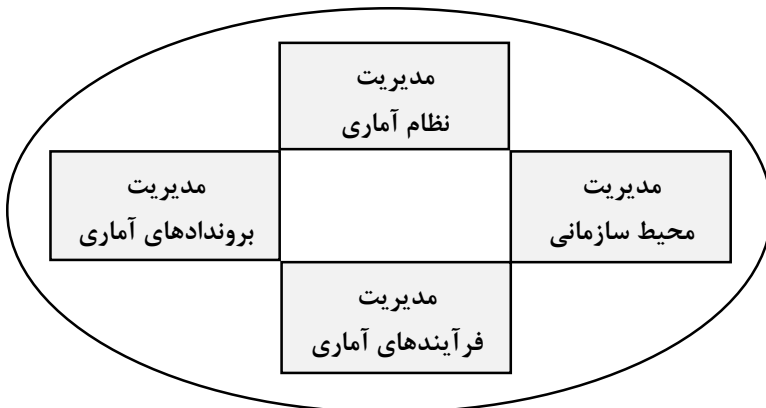 مدیریت
نظام آماری
مدیریت
محیط سازمانی
مدیریت
بروندادهای آماری
مدیریت
فرآیندهای آماری